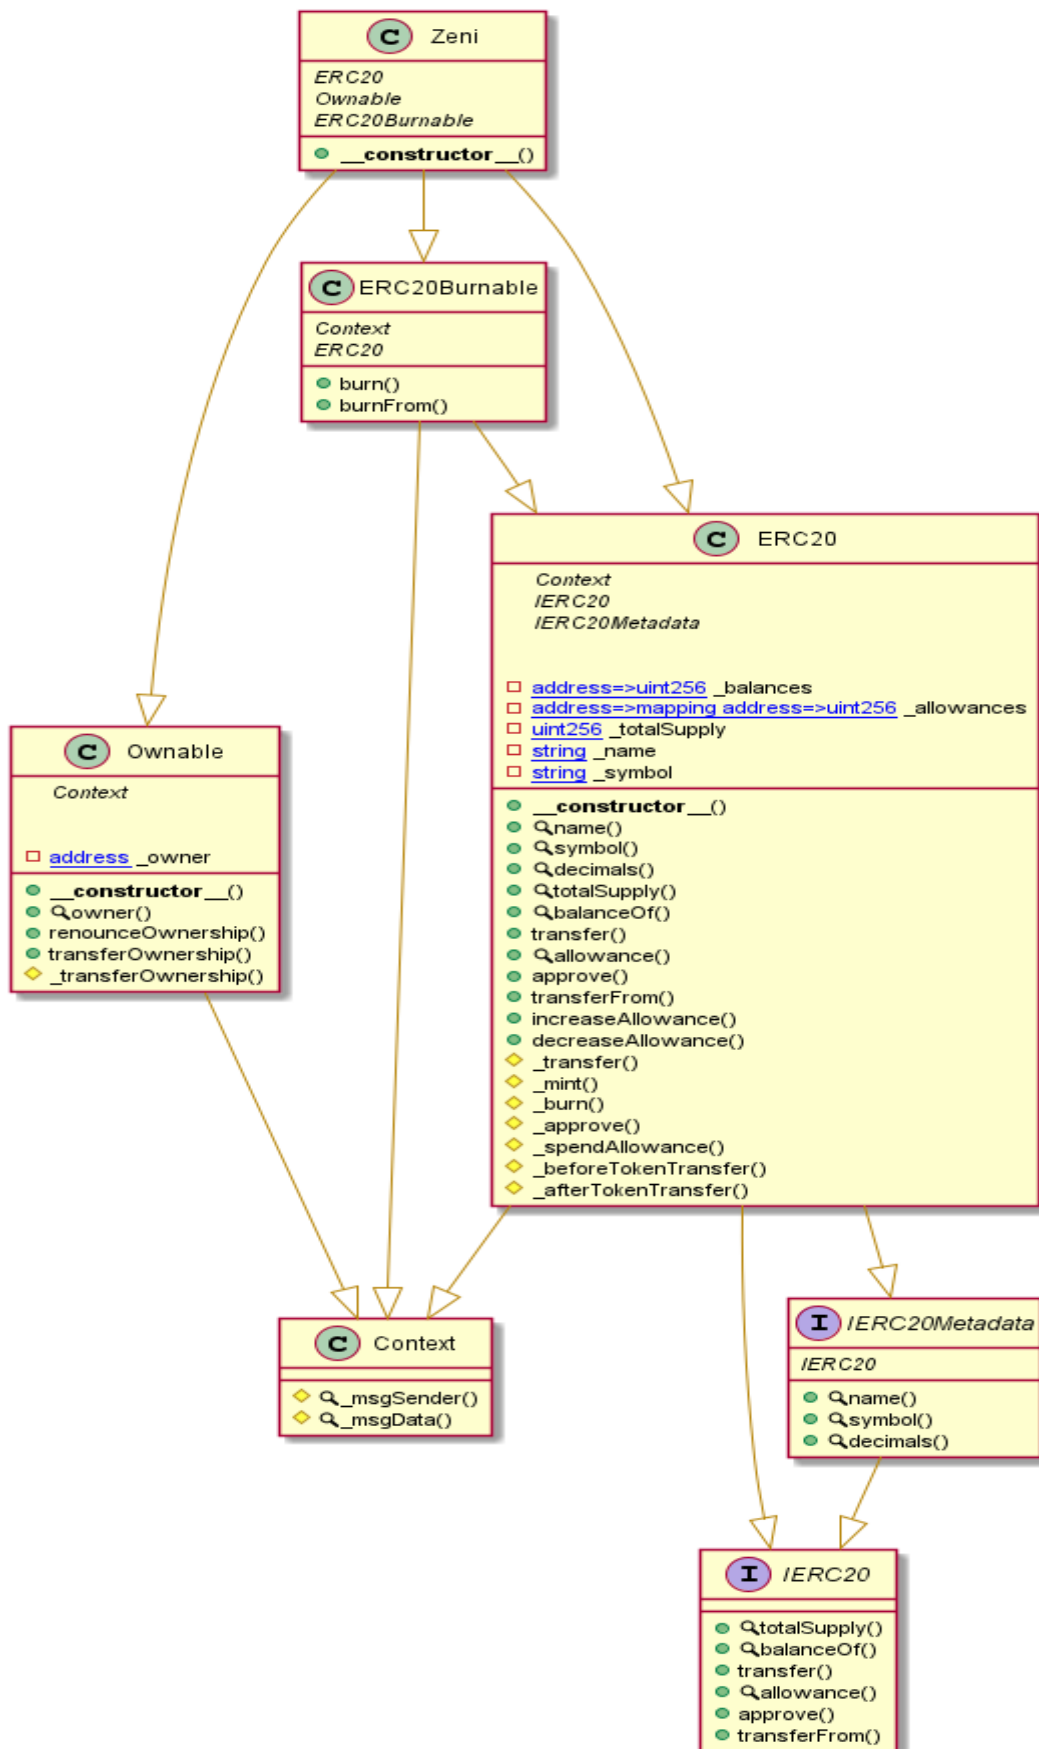 C Zeni
ERC20
Ownable
ERC20Burnable
__constructor__()
C ERC20Burnable
Context
ERC20
burn()
burnFrom()
C ERC20
Context
IERC20
IERC20Metadata
address=>uint256 _balances
address=>mapping address=>uint256 _allowances
uint256 _totalSupply
string _name
string _symbol
__constructor__()
name()
symbol()
decimals()
totalSupply()
balanceOf()
transfer()
allowance()
approve()
transferFrom()
increaseAllowance()
decreaseAllowance()
_transfer()
_mint()
_burn()
_approve()
_spendAllowance()
_beforeTokenTransfer()
_afterTokenTransfer()
C Ownable
Context
address _owner
__constructor__()
owner()
renounceOwnership()
transferOwnership()
_transferOwnership()
C Context
_msgSender()
_msgData()
I IERC20Metadata
IERC20
name()
symbol()
decimals()
I IERC20
totalSupply()
balanceOf()
transfer()
allowance()
approve()
transferFrom()